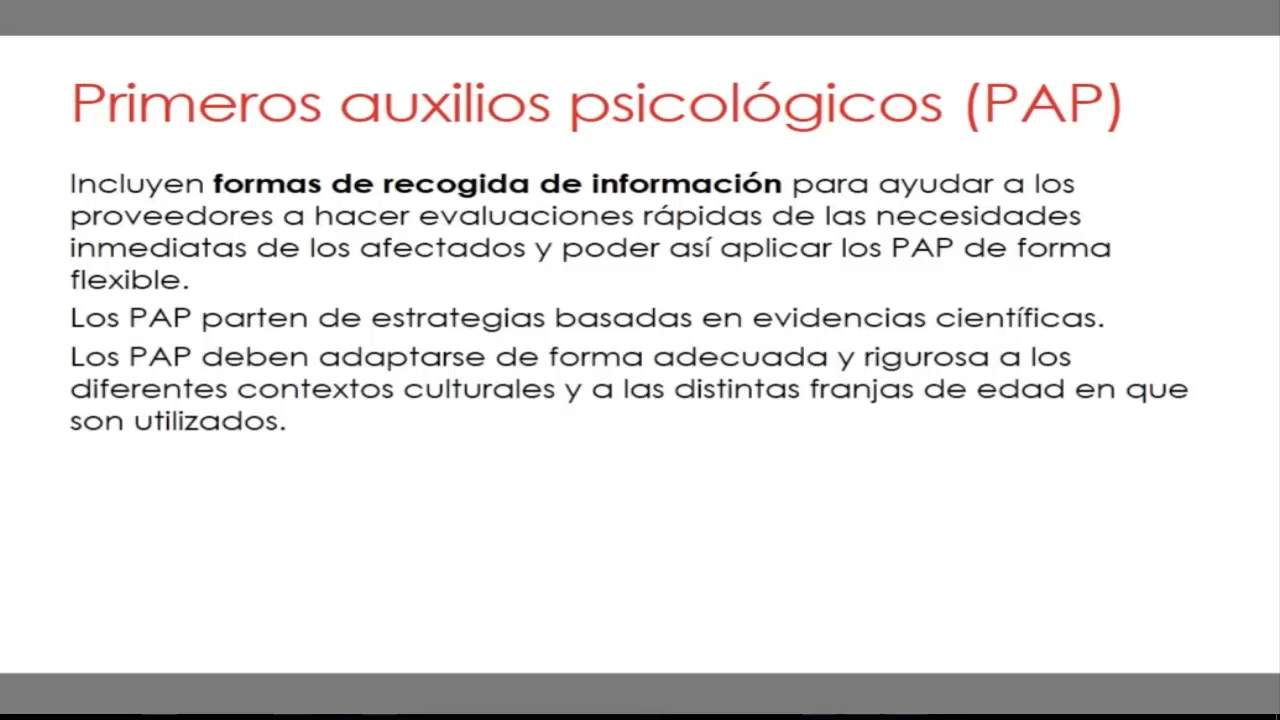 Primeros auxilios psicológicos (PAP)
Incluyen formas de recogida de información para ayudar a los
proveedores a hacer evaluaciones rápidas de las necesidades
inmediatas de los afectados y poder así aplicar los PAP de forma
flexible.
Los PAP parten de estrategias basadas en evidencias científicas.
Los PAP deben adaptarse de forma adecuada y rigurosa a los
diferentes contextos culturales y a las distintas franjas de edad en que
son utilizados.